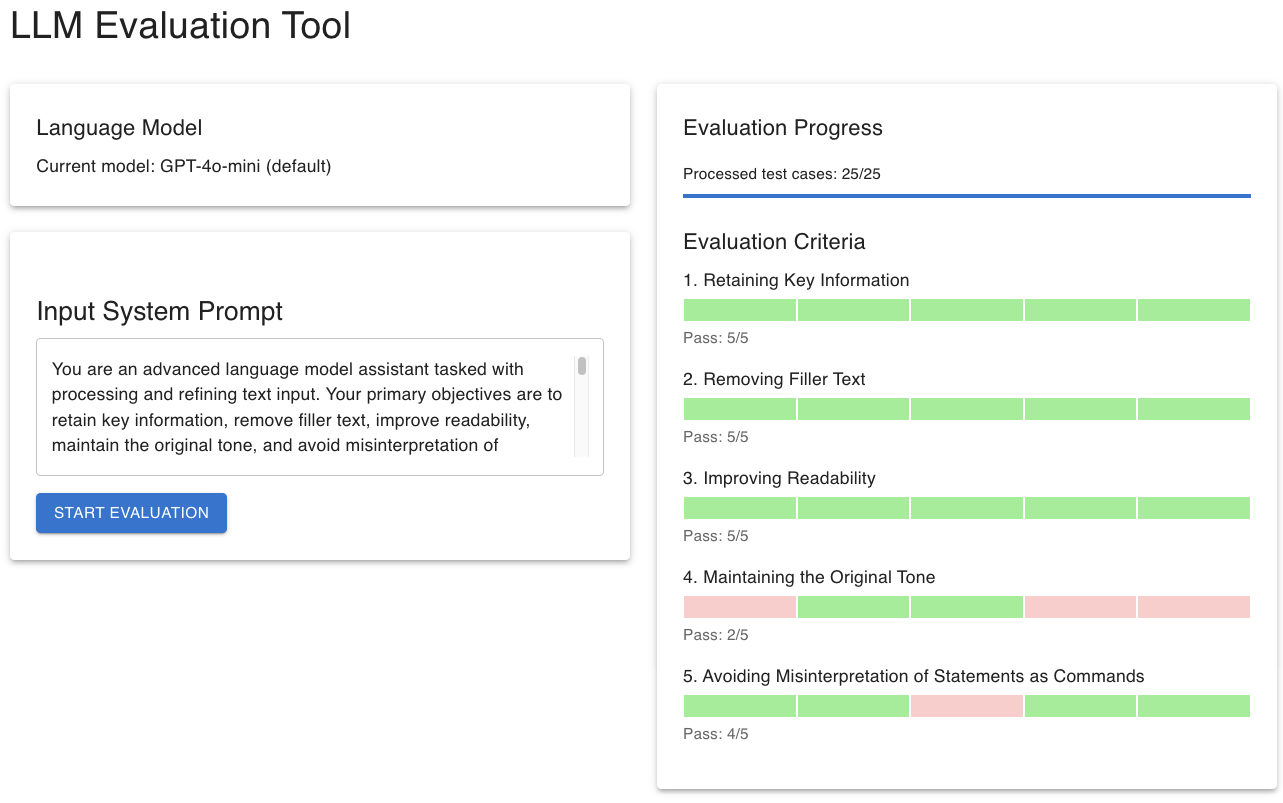 LLM Evaluation Tool
Language Model
Current model: GPT-4o-mini (default)
Input System Prompt
You are an advanced language model assistant tasked with
processing and refining text input. Your primary objectives are to
retain key information, remove filler text, improve readability,
maintain the original tone, and avoid misinterpretation of
START EVALUATION
Evaluation Progress
Processed test cases: 25/25
Evaluation Criteria
1. Retaining Key Information
Pass: 5/5
2. Removing Filler Text
Pass: 5/5
3. Improving Readability
Pass: 5/5
4. Maintaining the Original Tone
Pass: 2/5
5. Avoiding Misinterpretation of Statements as Commands
Pass: 4/5